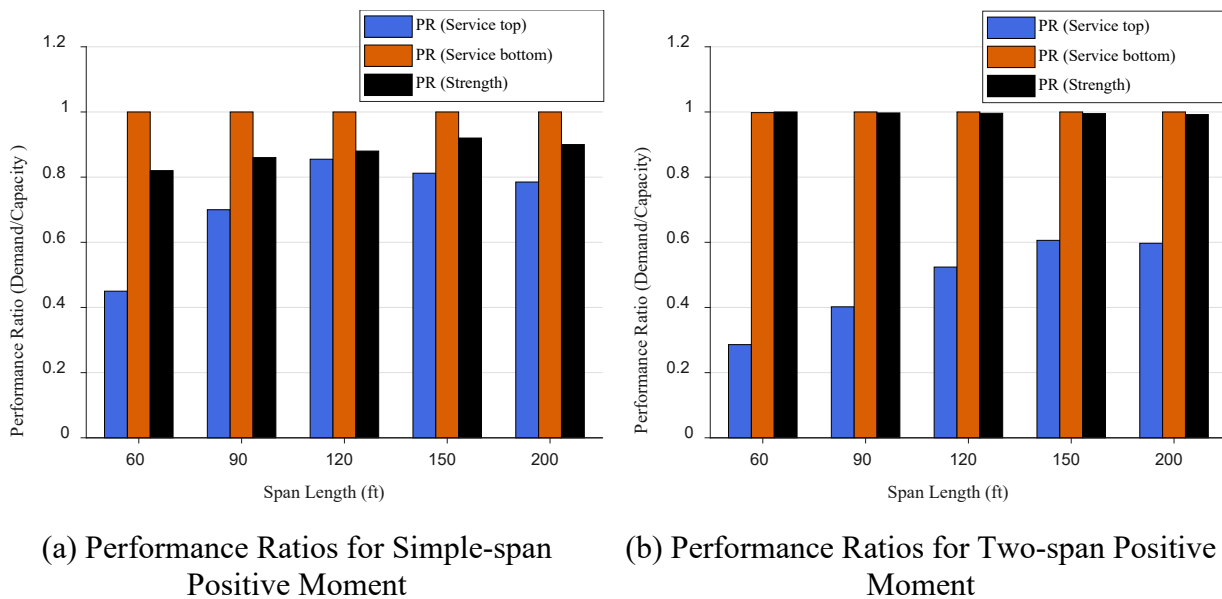 PR (Service top)
PR (Service bottom)
PR (Strength)
1.2
1
0.8
0.6
0.4
0.2
0
Performance Ratio (Demand/Capacity )
60 90 120 150 200
Span Length (ft)
(a) Performance Ratios for Simple-span
Positive Moment
PR (Service top)
PR (Service bottom)
PR (Strength)
1.2
1
0.8
0.6
0.4
0.2
0
Performance Ratio (Demand/Capacity)
60 90 120 150 200
Span Length (ft)
(b) Performance Ratios for Two-span Positive
Moment